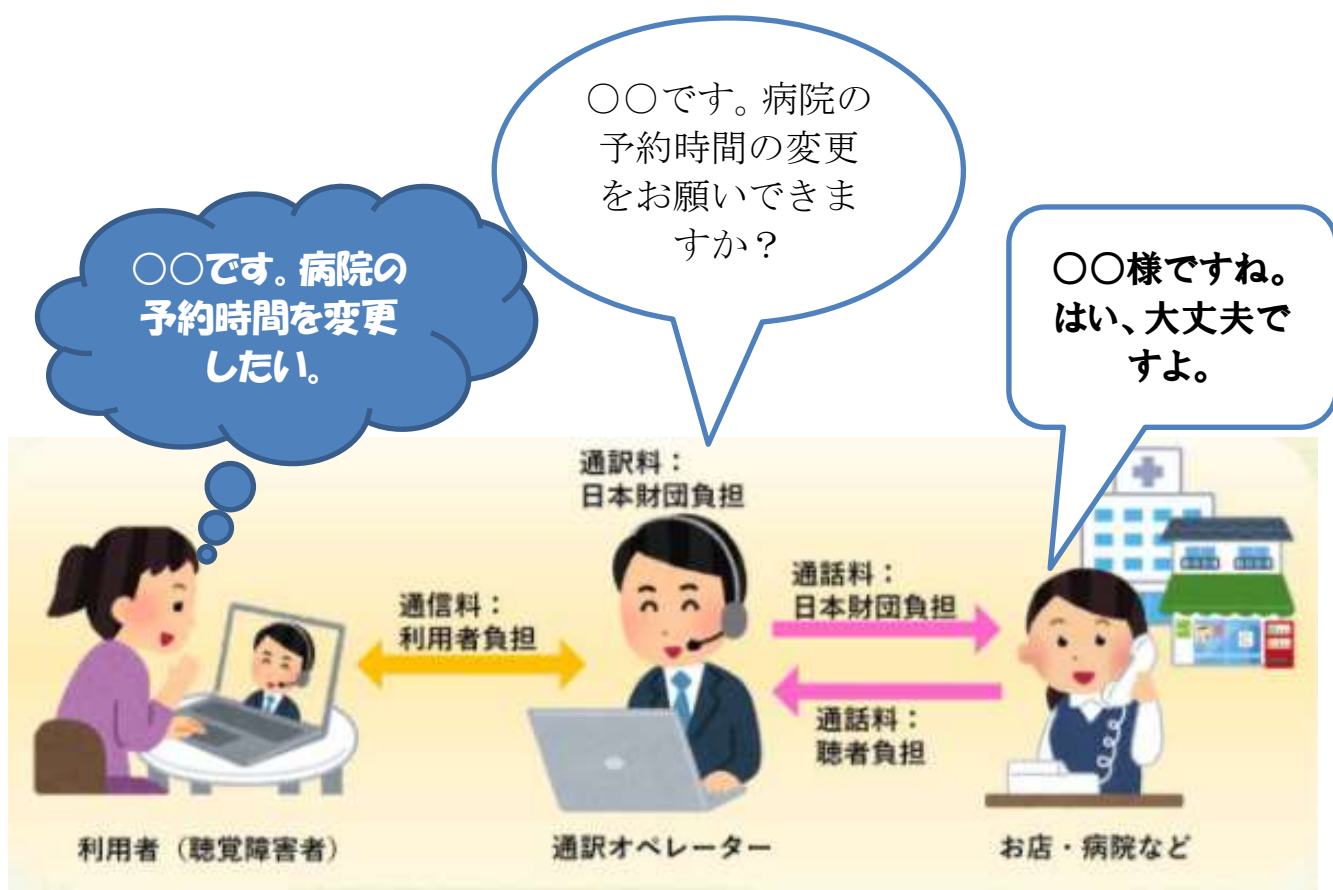 ○○です。病院の
予約時間の変更
をお願いできま
すか？
○○です。病院の
予約時間を変更
したい。
○○様ですね。
はい、大丈夫で
すよ。
通訳料：
日本財団負担
通信料：
利用者負担
通話料：
日本財団負担
通話料：
聴者負担
利用者（聴覚障害者）
通訳オペレーター
お店・病院など